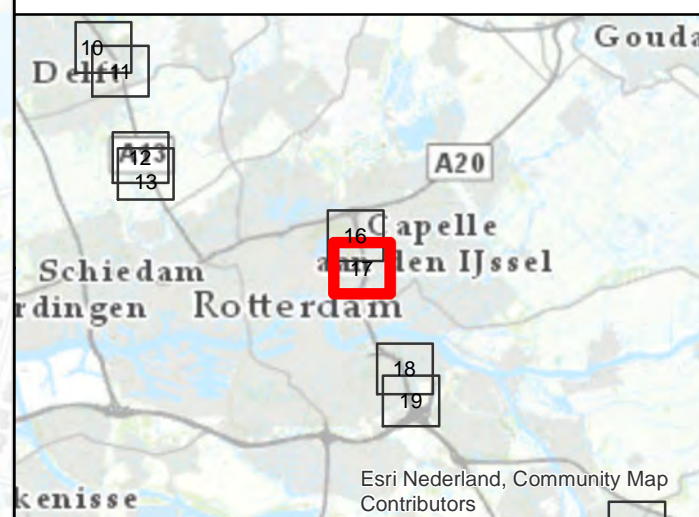 Gouda
10
Delft
11
A13
12
13
A20
16
Capelle
aan den IJssel
17
Schiedam
rdingen
Rotterdam
18
19
kenisse
Esri Nederland, Community Map
Contributors